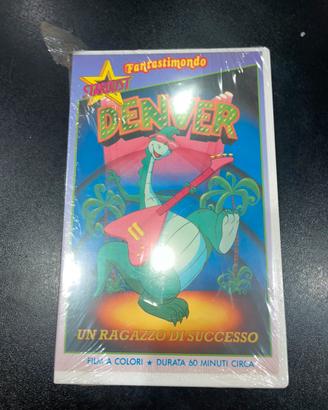 Fantastimondo
STARDUST
DENVER
UN RAGAZZO DI SUCCESSO
FILM A COLORI ★ DURATA 60 MINUTI CIRCA